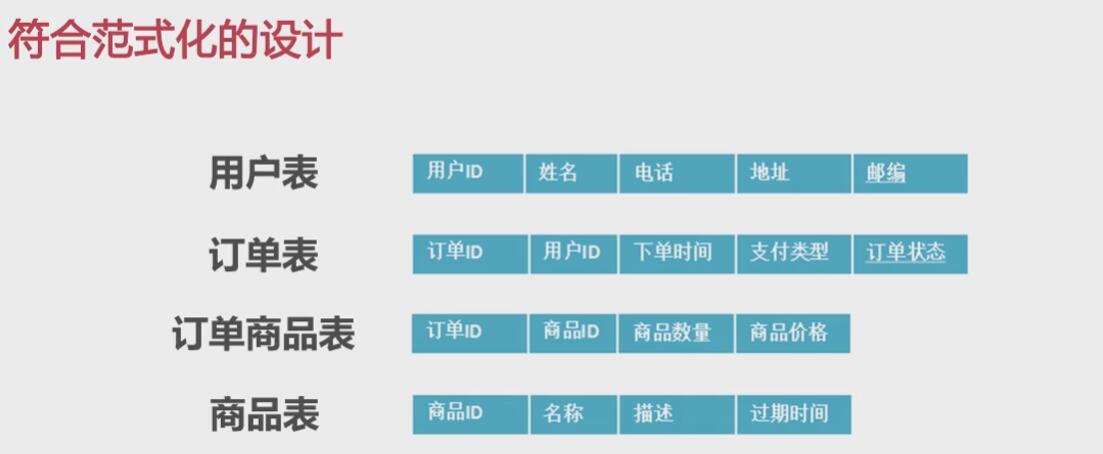 符合范式化的设计
用户表 用户ID 姓名 电话 地址 邮编
订单表 订单ID 用户ID 下单时间 支付类型 订单状态
订单商品表 订单ID 商品ID 商品数量 商品价格
商品表 商品ID 名称 描述 过期时间